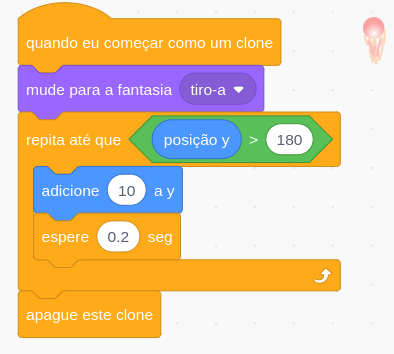 quando eu começar como um clone
mude para a fantasia tiro-a
repita até que posição y > 180
adicione 10 a y
espere 0.2 seg
apague este clone